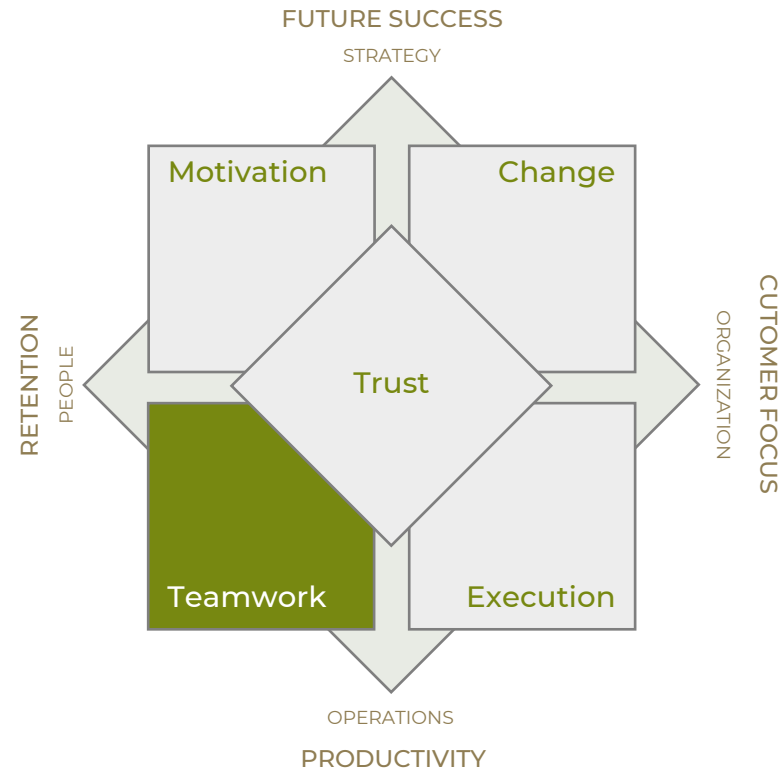 FUTURE SUCCESS
STRATEGY
Motivation
Change
RETENTION
PEOPLE
Trust
ORGANIZATION
CUTOMER FOCUS
Teamwork
Execution
OPERATIONS
PRODUCTIVITY